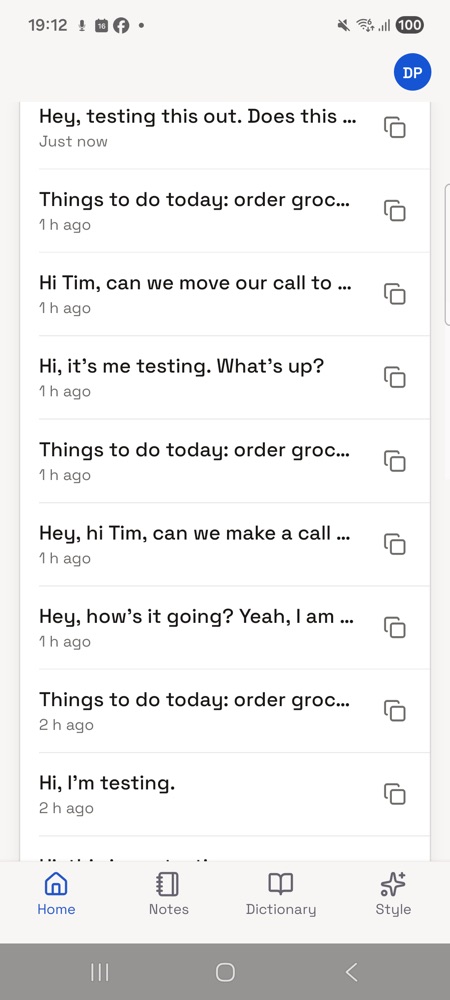 19:12
16
100
DP
Hey, testing this out. Does this ...
Just now
Things to do today: order groc...
1 h ago
Hi Tim, can we move our call to ...
1 h ago
Hi, it's me testing. What's up?
1 h ago
Things to do today: order groc...
1 h ago
Hey, hi Tim, can we make a call ...
1 h ago
Hey, how's it going? Yeah, I am ...
1 h ago
Things to do today: order groc...
2 h ago
Hi, I'm testing.
2 h ago
Home
Notes
Dictionary
Style